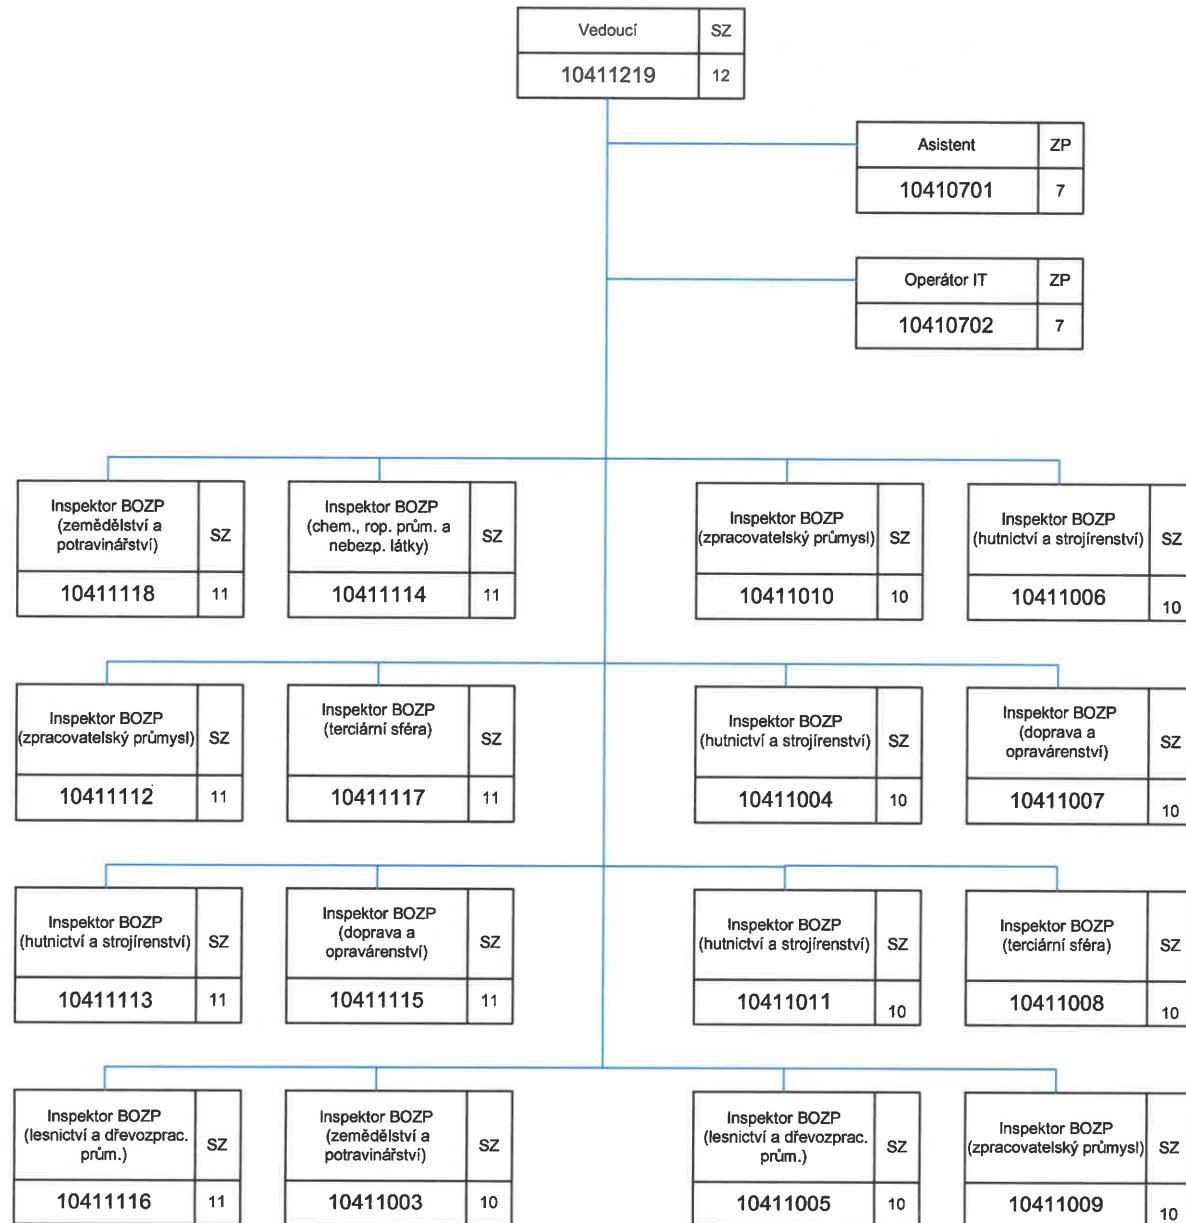 Vedoucí
SZ
10411219
12
Asistent
ZP
10410701
7
Operátor IT
ZP
10410702
7
Inspektor BOZP
(zemědělství a
potravinářství)
SZ
10411118
11
Inspektor BOZP
(chem., rop. prům. a
nebezp. látky)
SZ
10411114
11
Inspektor BOZP
(zpracovatelský průmysl)
SZ
10411010
10
Inspektor BOZP
(hutnictví a strojírenství)
SZ
10411006
10
Inspektor BOZP
(zpracovatelský průmysl)
SZ
10411112
11
Inspektor BOZP
(terciární sféra)
SZ
10411117
11
Inspektor BOZP
(hutnictví a strojírenství)
SZ
10411004
10
Inspektor BOZP
(doprava a
opravárenství)
SZ
10411007
10
Inspektor BOZP
(hutnictví a strojírenství)
SZ
10411113
11
Inspektor BOZP
(doprava a
opravárenství)
SZ
10411115
11
Inspektor BOZP
(hutnictví a strojírenství)
SZ
10411011
10
Inspektor BOZP
(terciární sféra)
SZ
10411008
10
Inspektor BOZP
(lesnictví a dřevozprac.
prům.)
SZ
10411116
11
Inspektor BOZP
(zemědělství a
potravinářství)
SZ
10411003
10
Inspektor BOZP
(lesnictví a dřevozprac.
prům.)
SZ
10411005
10
Inspektor BOZP
(zpracovatelský průmysl)
SZ
10411009
10